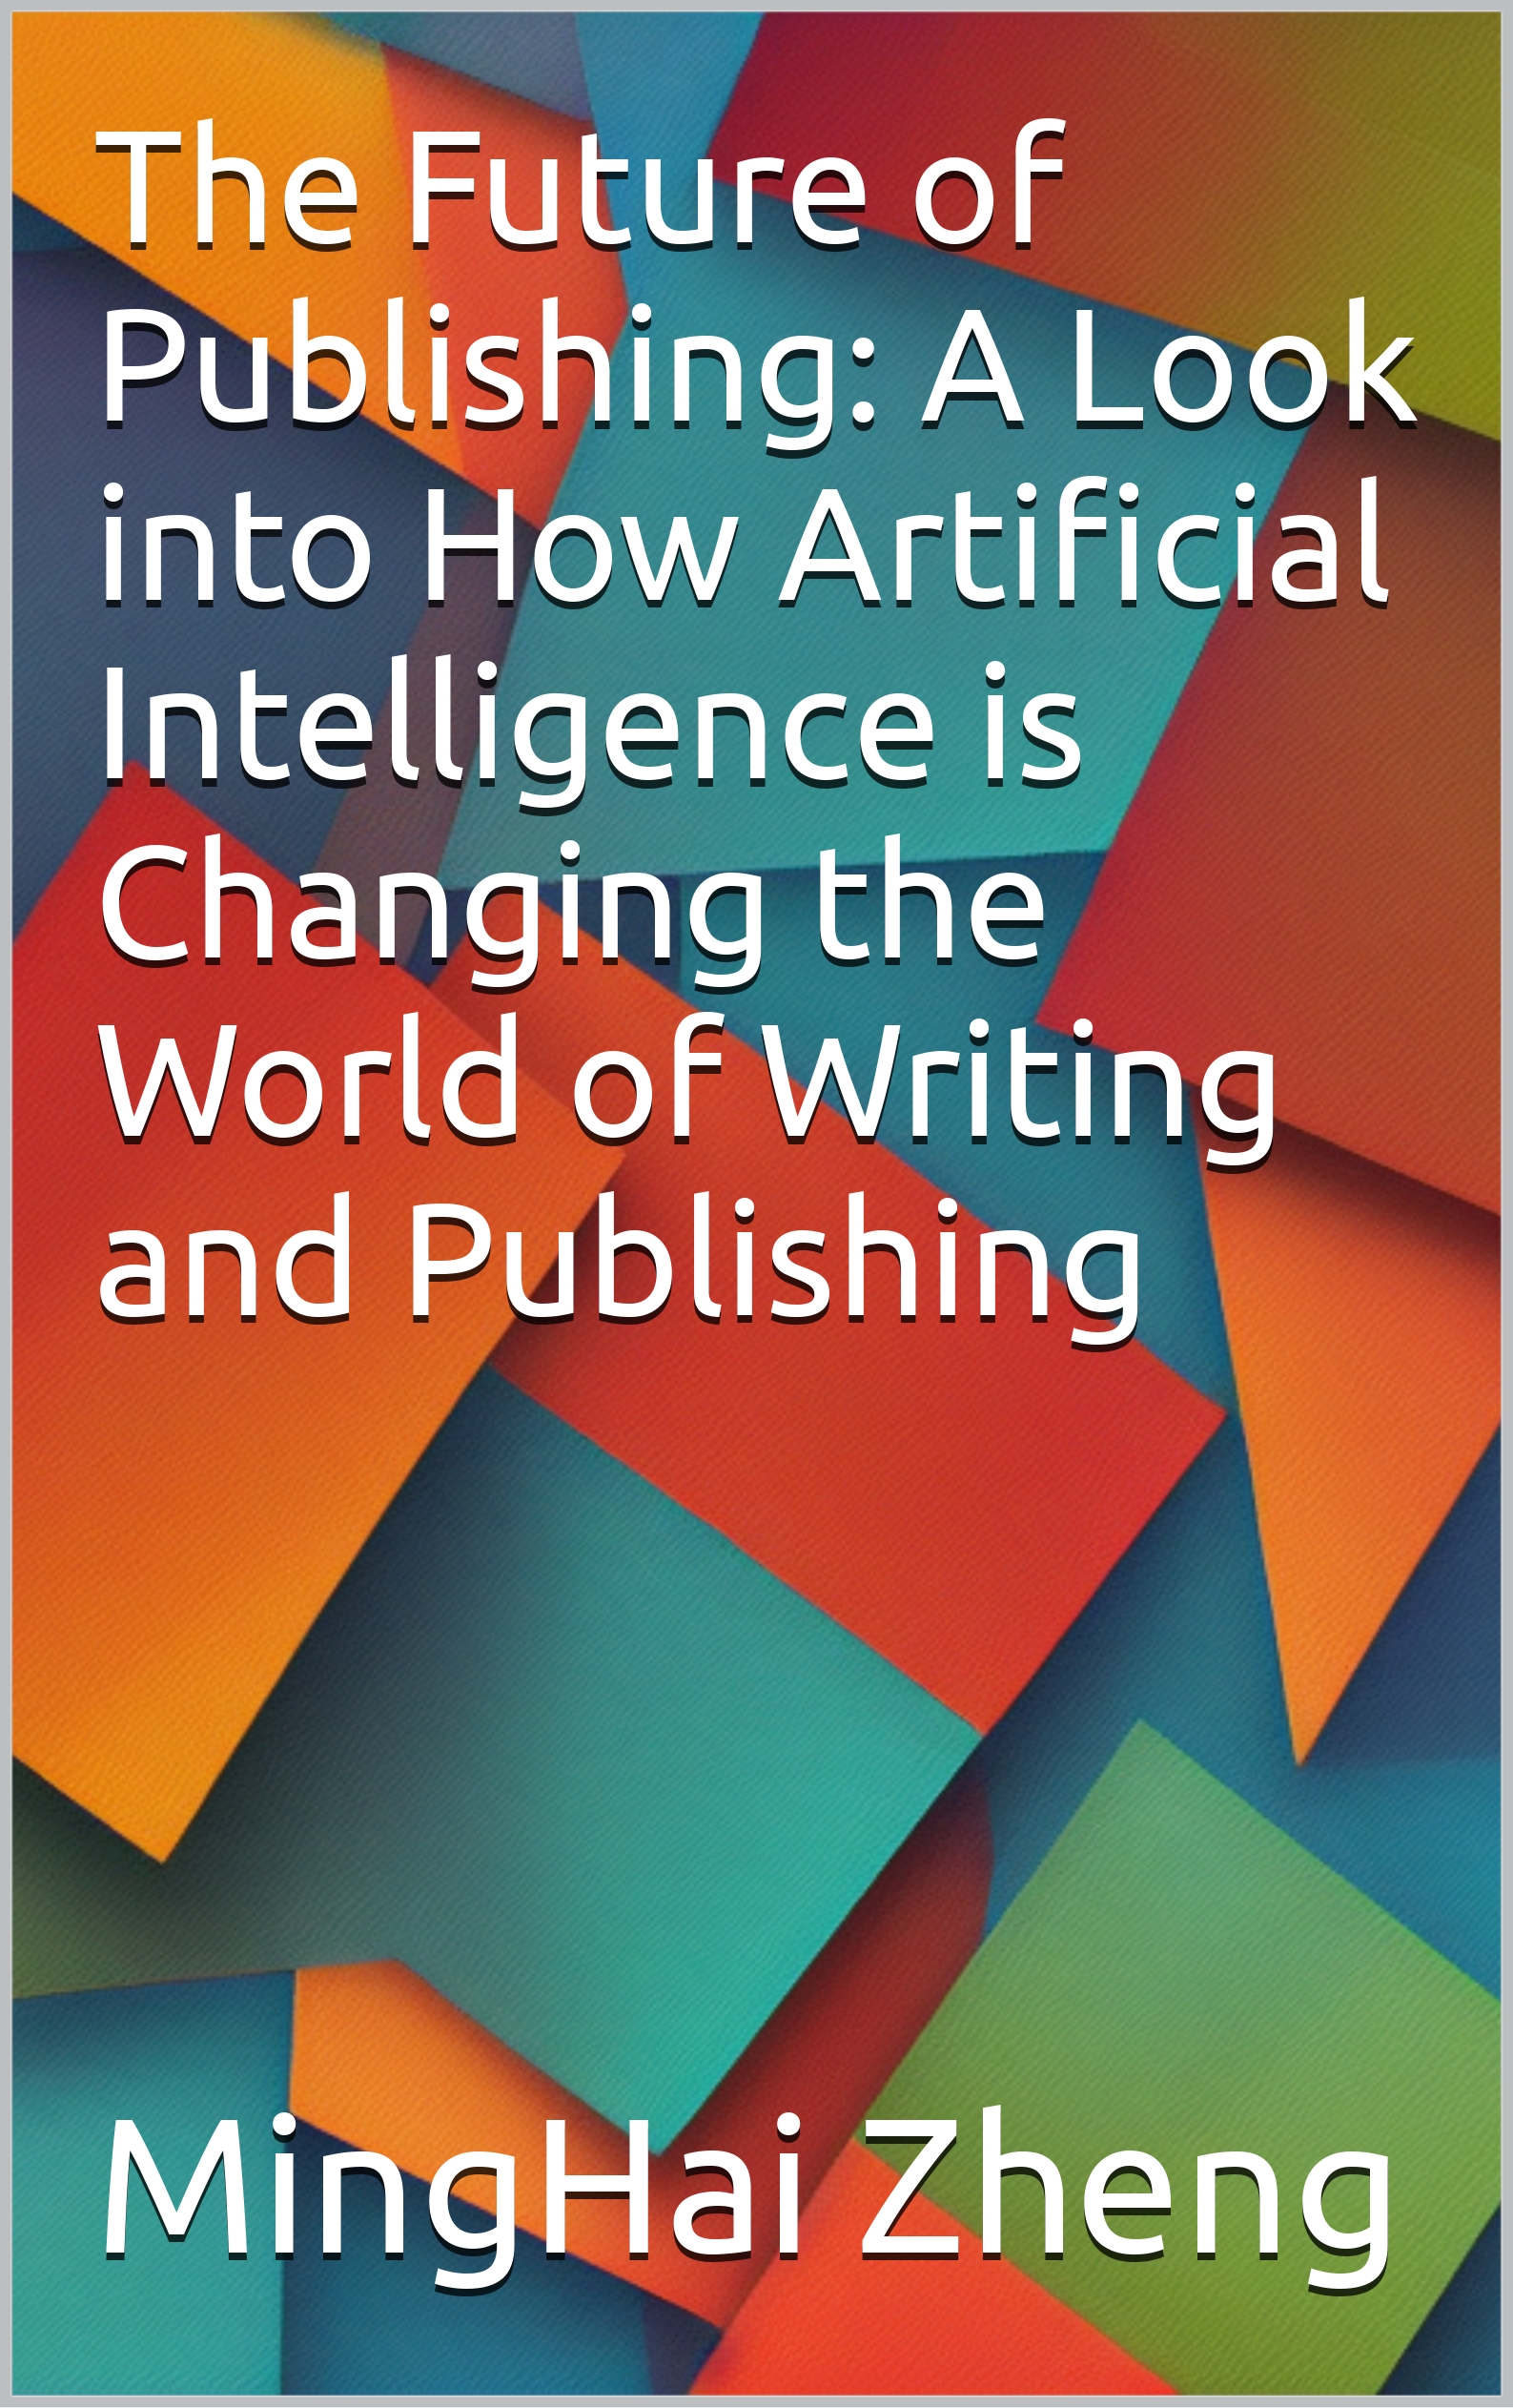 The Future of
Publishing: A Look
into How Artificial
Intelligence is
Changing the
World of Writing
and Publishing
MingHai Zheng